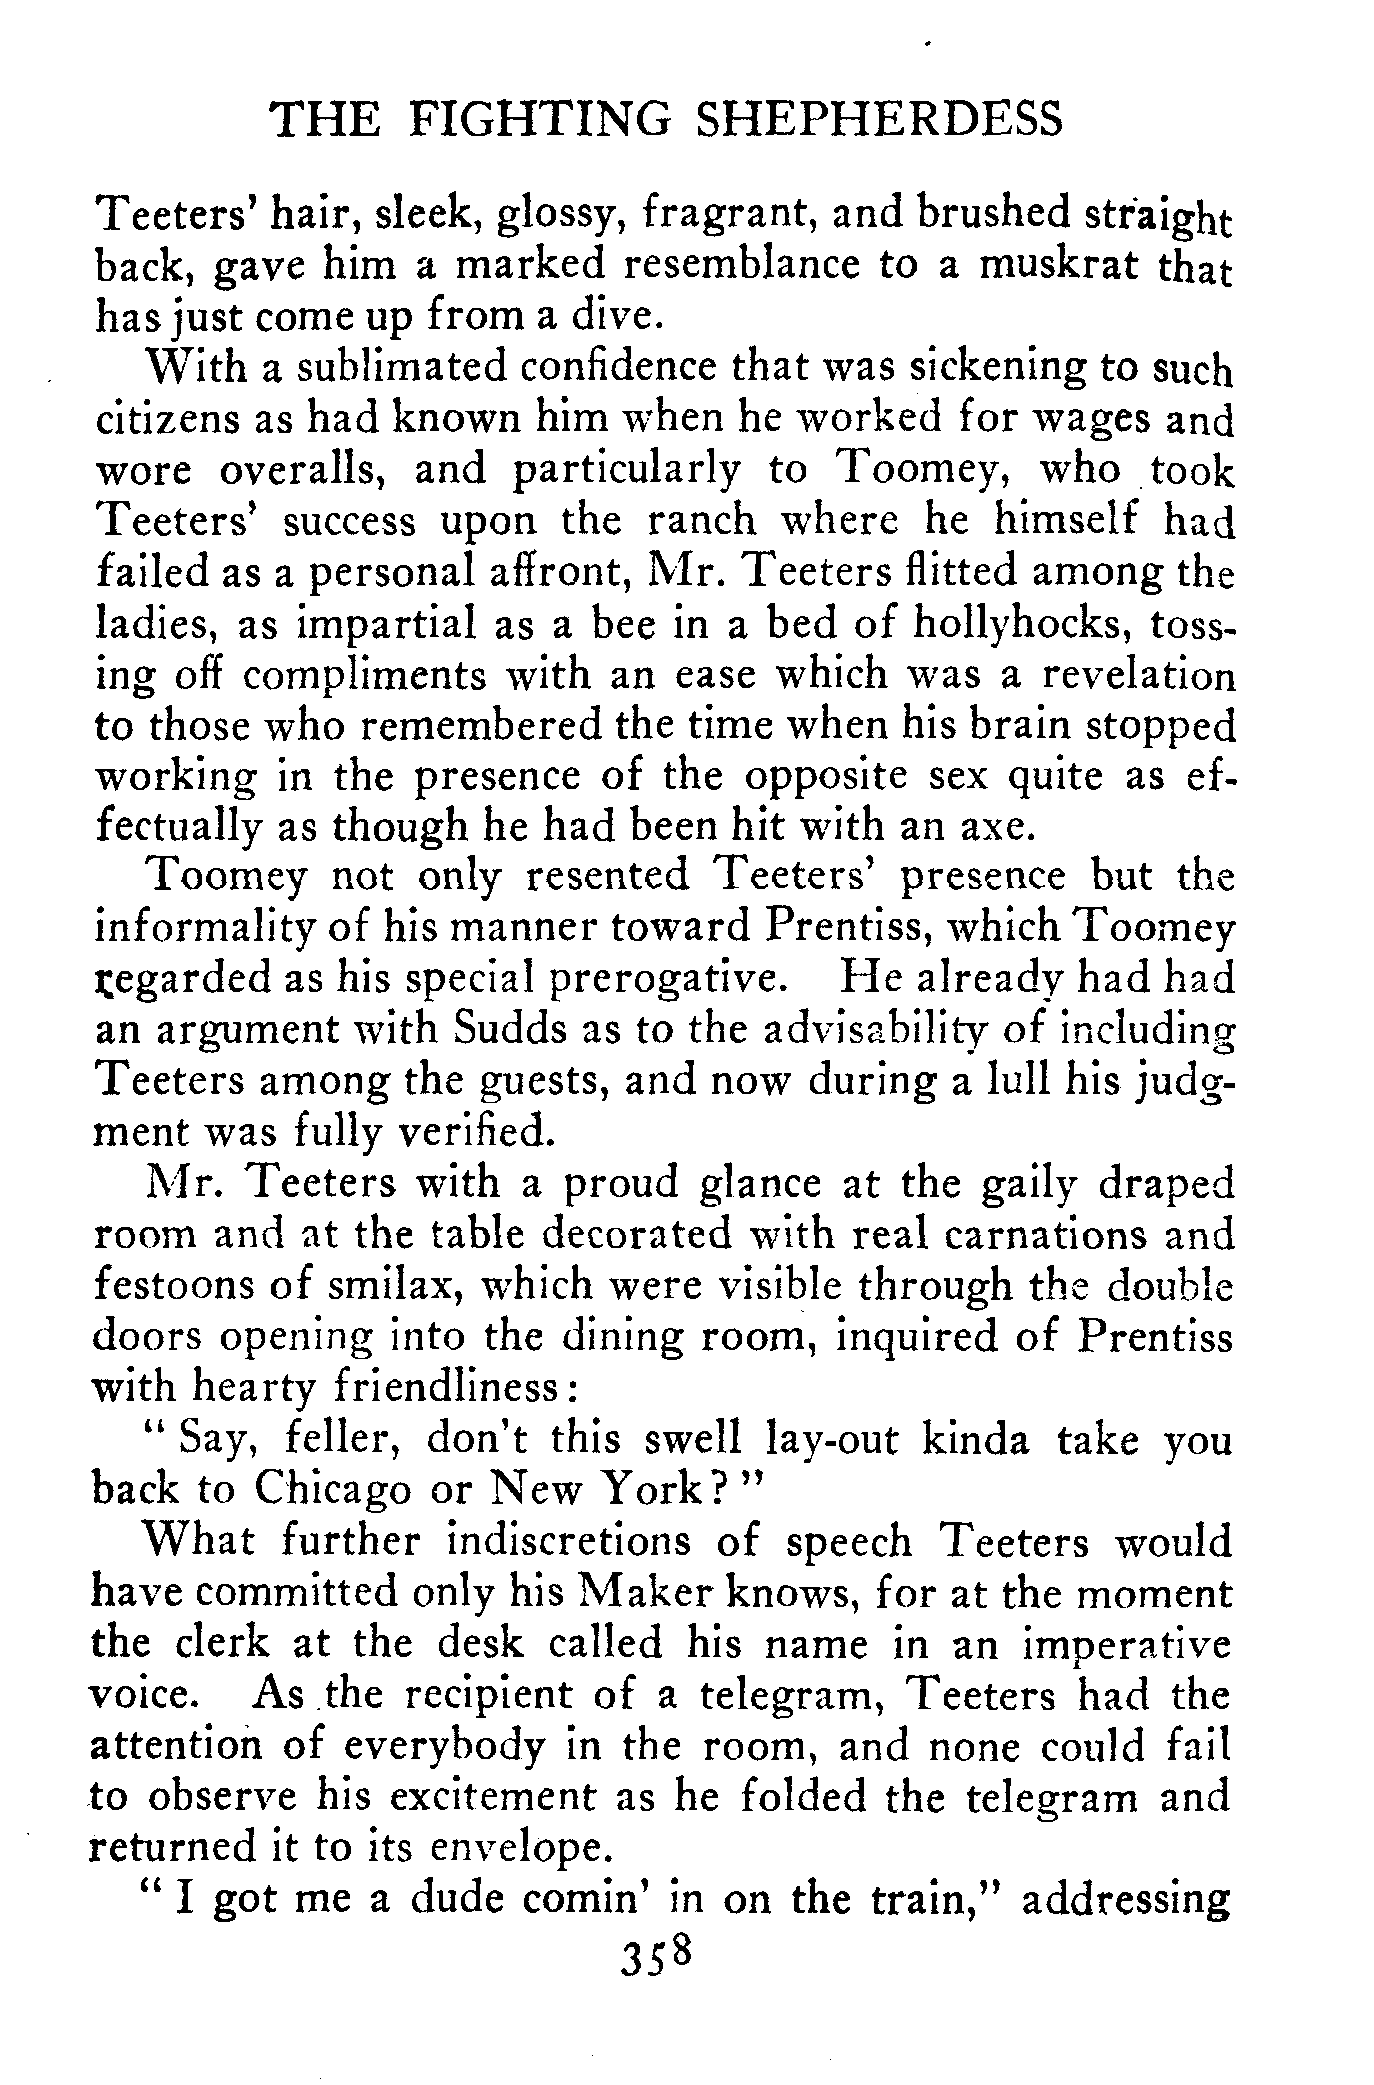 THE FIGHTING SHEPHERDESS
Teeters' hair, sleek, glossy, fragrant, and brushed straight
back, gave him a marked resemblance to a muskrat that
has just come up from a dive.
With a sublimated confidence that was sickening to such
citizens as had known him when he worked for wages and
wore overalls, and particularly to Toomey, who took
Teeters' success upon the ranch where he himself had
failed as a personal affront, Mr. Teeters flitted among the
ladies, as impartial as a bee in a bed of hollyhocks, toss-
ing off compliments with an ease which was a revelation
to those who remembered the time when his brain stopped
working in the presence of the opposite sex quite as ef-
fectually as though he had been hit with an axe.
Toomey not only resented Teeters' presence but the
informality of his manner toward Prentiss, which Toomey
regarded as his special prerogative. He already had had
an argument with Sudds as to the advisability of including
Teeters among the guests, and now during a lull his judg-
ment was fully verified.
Mr. Teeters with a proud glance at the gaily draped
room and at the table decorated with real carnations and
festoons of smilax, which were visible through the double
doors opening into the dining room, inquired of Prentiss
with hearty friendliness:
" Say, feller, don't this swell lay-out kinda take you
back to Chicago or New York? "
What further indiscretions of speech Teeters would
have committed only his Maker knows, for at the moment
the clerk at the desk called his name in an imperative
voice. As the recipient of a telegram, Teeters had the
attention of everybody in the room, and none could fail
to observe his excitement as he folded the telegram and
returned it to its envelope.
" I got me a dude comin' in on the train," addressing
358